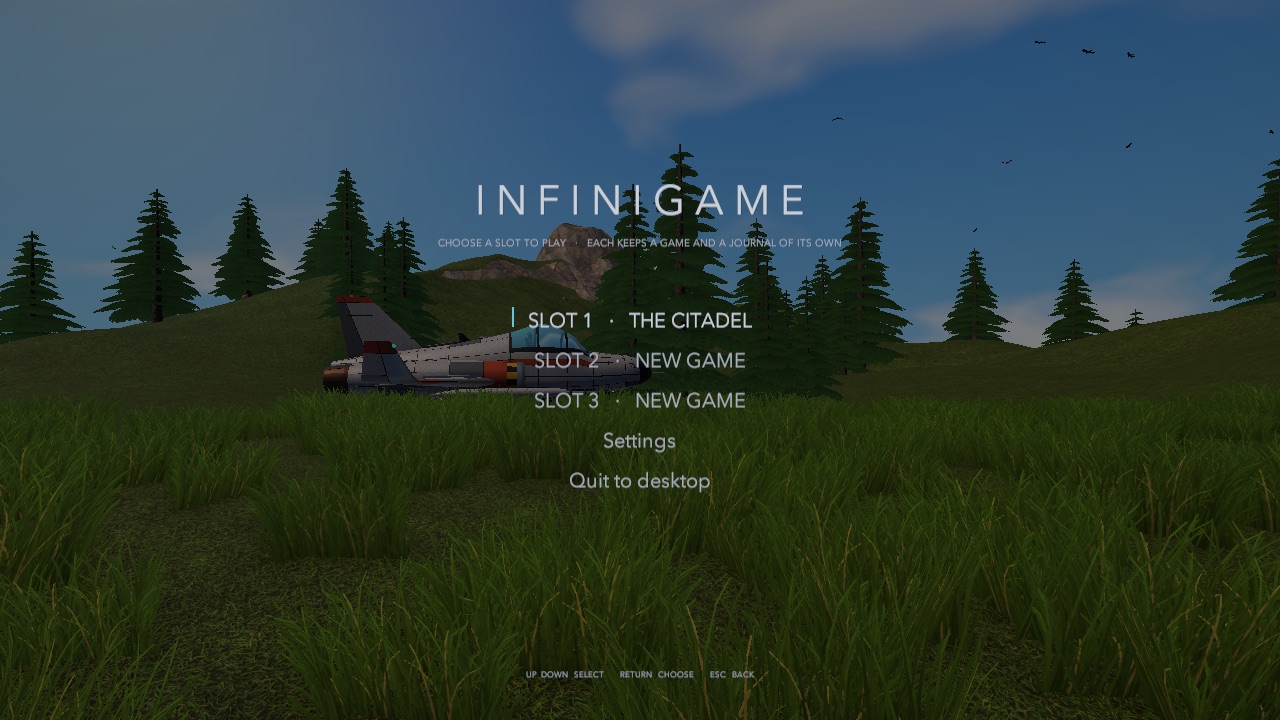 INFINIGAME
CHOOSE A SLOT TO PLAY · EACH KEEPS A GAME AND A JOURNAL OF ITS OWN
SLOT 1 · THE CITADEL
SLOT 2 · NEW GAME
SLOT 3 · NEW GAME
Settings
Quit to desktop
UP DOWN SELECT RETURN CHOOSE ESC BACK